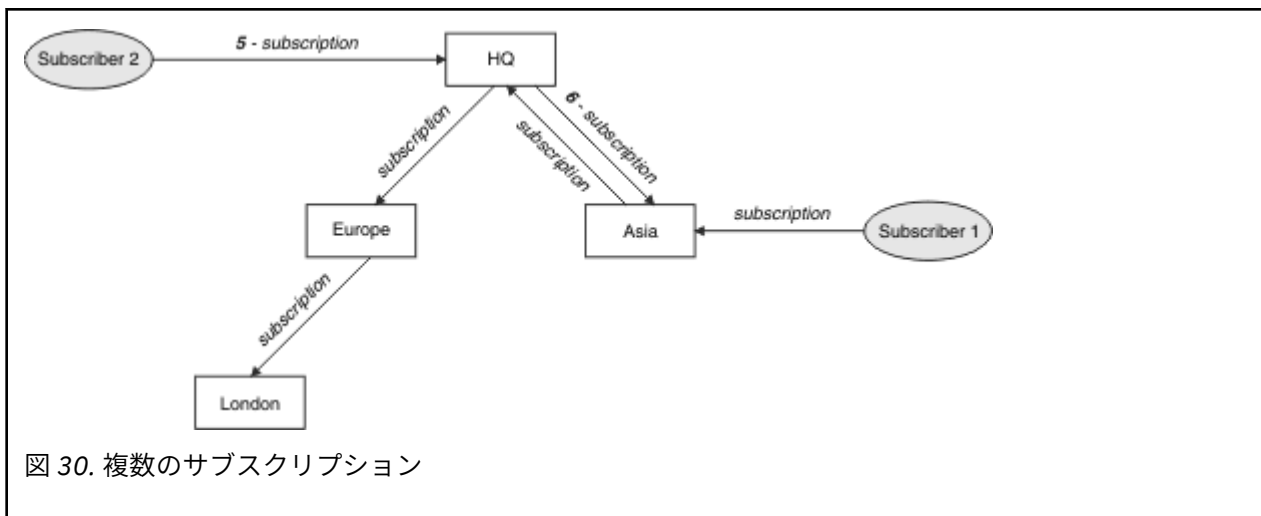 Subscriber 2
5 - subscription
HQ
subscription
6 - subscription
subscription
Europe
Asia
subscription
Subscriber 1
subscription
London
図 30. 複数のサブスクリプション